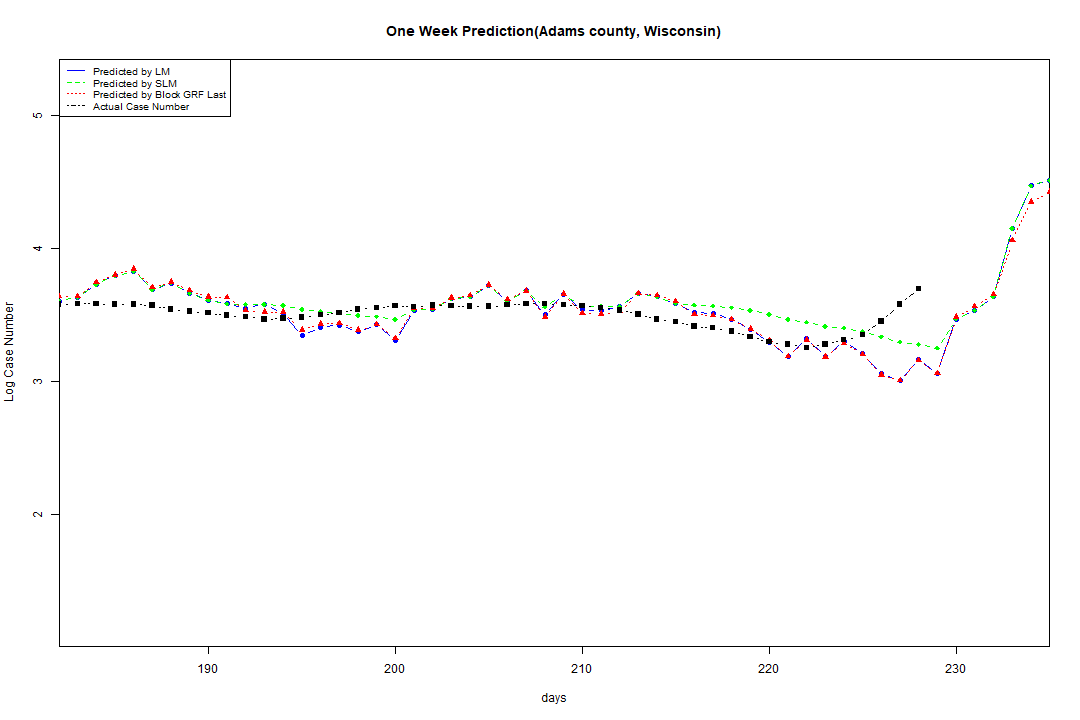 One Week Prediction(Adams county, Wisconsin)
Predicted by LM
Predicted by SLM
Predicted by Block GRF Last
Actual Case Number
5
4
3
2
Log Case Number
190 200 210 220 230
days